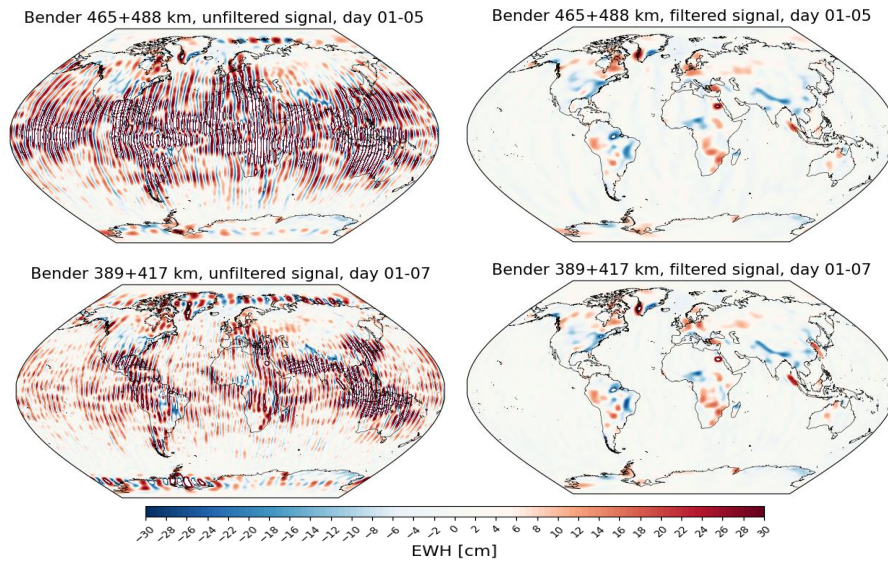 Bender 465+488 km, unfiltered signal, day 01-05
Bender 465+488 km, filtered signal, day 01-05
Bender 389+417 km, unfiltered signal, day 01-07
Bender 389+417 km, filtered signal, day 01-07
−30 −28 −26 −24 −22 −20 −18 −16 −14 −12 −10 −8 −6 −4 −2 0 2 4 6 8 10 12 14 16 18 20 22 24 26 28 30
EWH [cm]